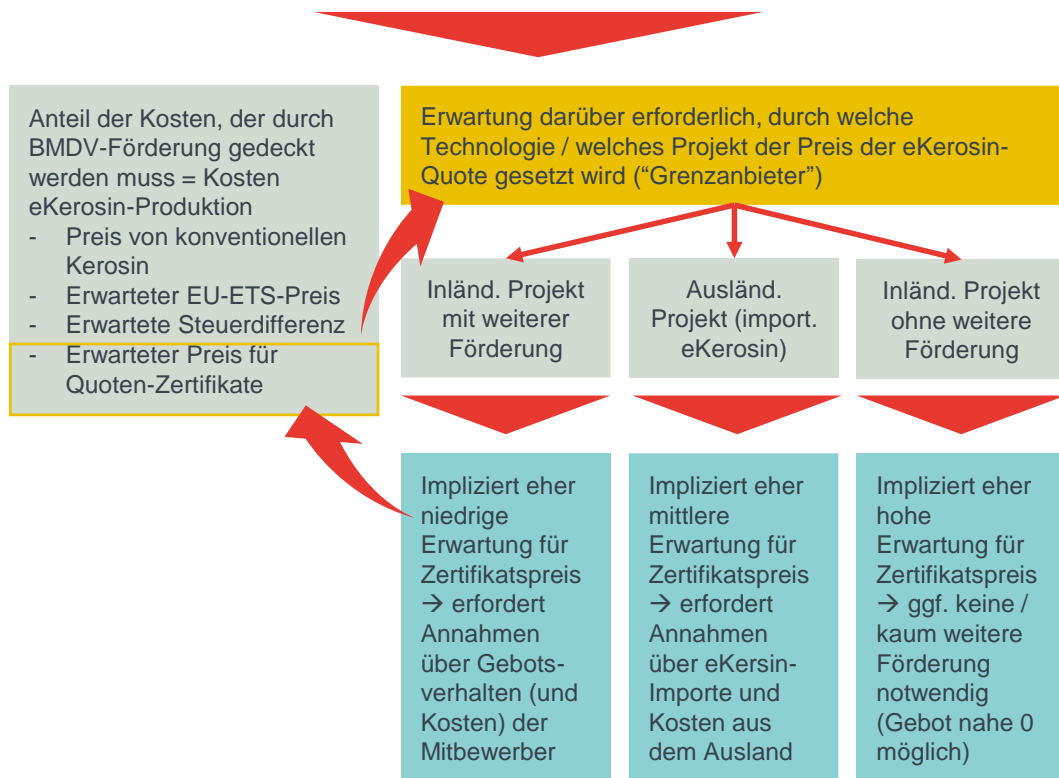 Anteil der Kosten, der durch
BMDV-Förderung gedeckt
werden muss = Kosten
eKerosin-Produktion
- Preis von konventionellen
Kerosin
- Erwarteter EU-ETS-Preis
- Erwartete Steuerdifferenz
- Erwarteter Preis für
Quoten-Zertifikate
Erwartung darüber erforderlich, durch welche
Technologie / welches Projekt der Preis der eKerosin-
Quote gesetzt wird (“Grenzanbieter”)
Inländ. Projekt
mit weiterer
Förderung
Ausländ.
Projekt (import.
eKerosin)
Inländ. Projekt
ohne weitere
Förderung
Impliziert eher
niedrige
Erwartung für
Zertifikatspreis
→ erfordert
Annahmen
über Gebots-
verhalten (und
Kosten) der
Mitbewerber
Impliziert eher
mittlere
Erwartung für
Zertifikatspreis
→ erfordert
Annahmen
über eKersin-
Importe und
Kosten aus
dem Ausland
Impliziert eher
hohe
Erwartung für
Zertifikatspreis
→ ggf. keine /
kaum weitere
Förderung
notwendig
(Gebot nahe 0
möglich)